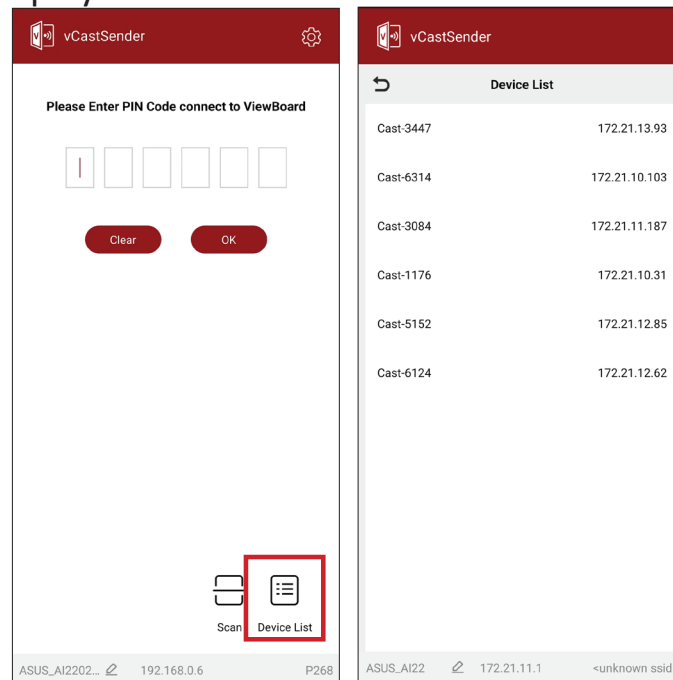 vCastSender
Please Enter PIN Code connect to ViewBoard
Clear OK
Scan Device List
ASUS_AI2202... 192.168.0.6 P268
vCastSender
Device List
Cast-3447 172.21.13.93
Cast-6314 172.21.10.103
Cast-3084 172.21.11.187
Cast-1176 172.21.10.31
Cast-5152 172.21.12.85
Cast-6124 172.21.12.62
ASUS_AI22 172.21.11.1 <unknown ssid